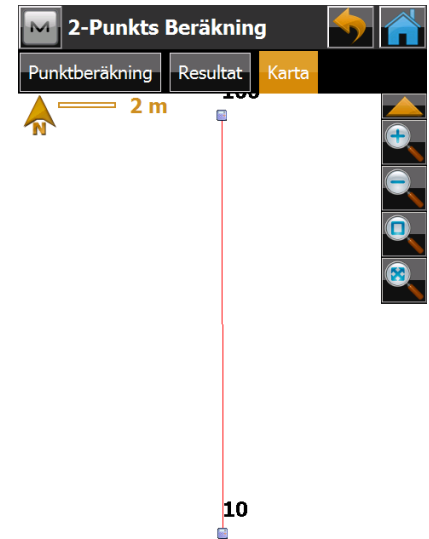 M 2-Punkts Beräkning
Punktberäkning Resultat Karta
2 m
N
100
10